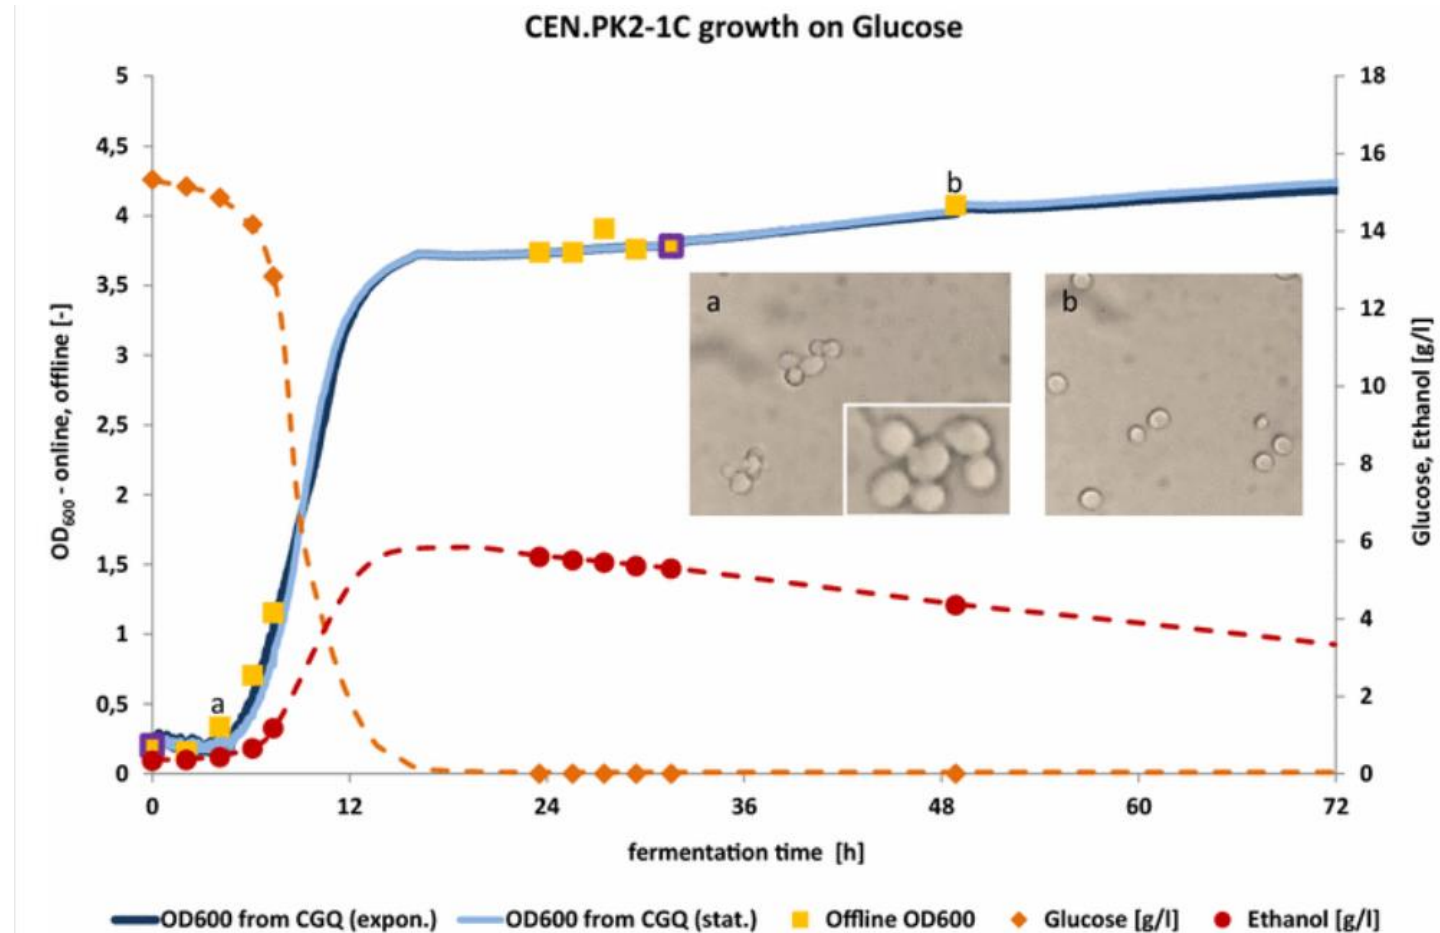 CEN.PK2-1C growth on Glucose
OD600 - online, offline [-]
5
4,5
4
3,5
3
2,5
2
1,5
1
0,5
0
18
16
14
12
10
8
6
4
2
0
Glucose, Ethanol [g/l]
a
b
a
b
0 12 24 36 48 60 72
fermentation time [h]
OD600 from CGQ (expon.) OD600 from CGQ (stat.) Offline OD600 Glucose [g/l] Ethanol [g/l]